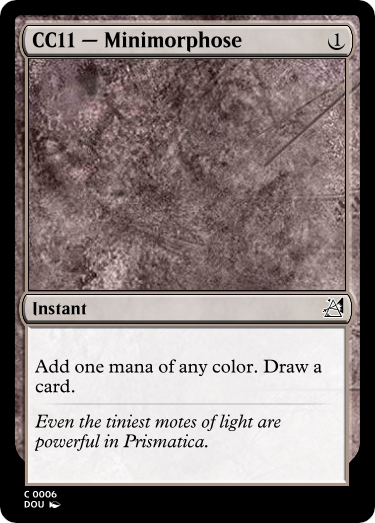 CC11 — Minimorphose 1
Instant
Add one mana of any color. Draw a
card.
Even the tiniest motes of light are
powerful in Prismatica.
C 0006
DOU